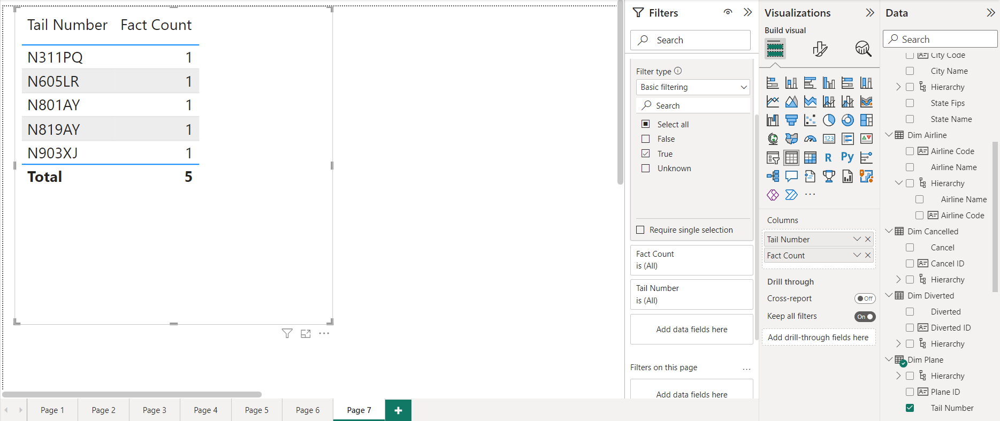 Tail Number Fact Count
N311PQ 1
N605LR 1
N801AY 1
N819AY 1
N903XJ 1
Total 5
Page 1 Page 2 Page 3 Page 4 Page 5 Page 6 Page 7 +
Filters
Search
Filter type
Basic filtering
Search
Select all
False
True
Unknown
Require single selection
Fact Count
is (All)
Tail Number
is (All)
Add data fields here
Filters on this page ...
Add data fields here
Visualizations
Build visual
123
R Py
...
Columns
Tail Number
Fact Count
Drill through
Cross-report Off
Keep all filters On
Add drill-through fields here
Data
Search
City Code
City Name
Hierarchy
State Fips
State Name
Dim Airline
Airline Code
Airline Name
Hierarchy
Airline Name
Airline Code
Dim Cancelled
Cancel
Cancel ID
Hierarchy
Dim Diverted
Diverted
Diverted ID
Hierarchy
Dim Plane
Hierarchy
Plane ID
Tail Number